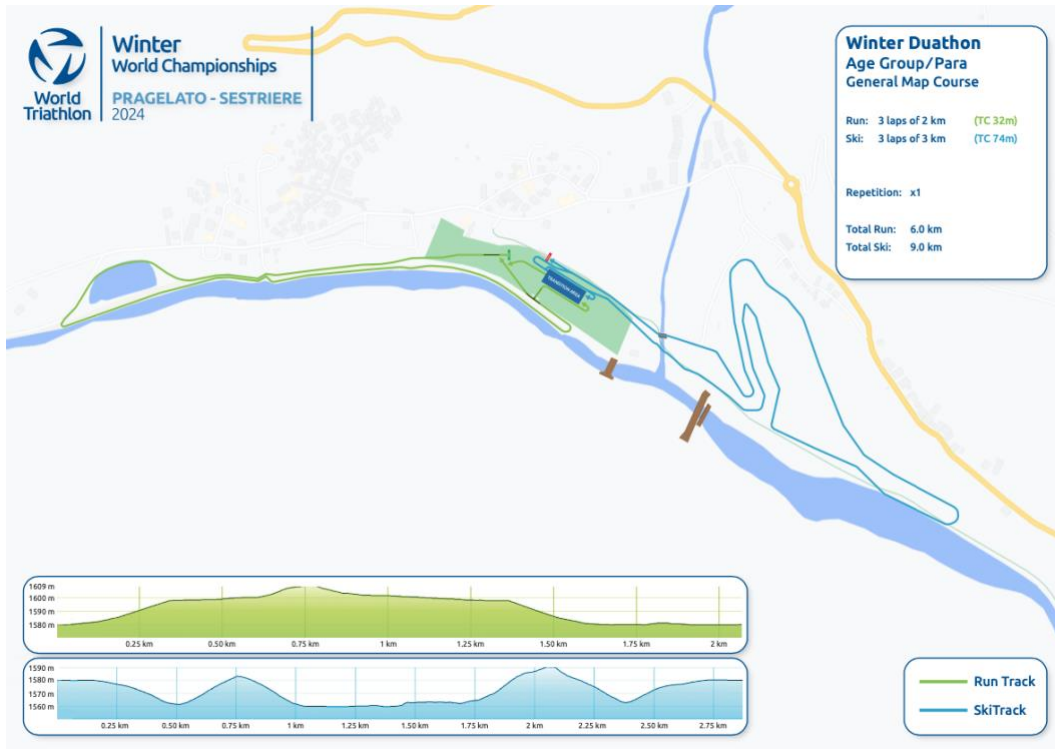 World
Triathlon
Winter
World Championships
PRAGELATO - SESTRIERE
2024
Winter Duathon
Age Group/Para
General Map Course
Run: 3 laps of 2 km (TC 32m)
Ski: 3 laps of 3 km (TC 74m)
Repetition: x1
Total Run: 6.0 km
Total Ski: 9.0 km
TRANSITION AREA
1609 m
1600 m
1590 m
1580 m
0.25 km 0.50 km 0.75 km 1 km 1.25 km 1.50 km 1.75 km 2 km
1590 m
1580 m
1570 m
1560 m
0.25 km 0.50 km 0.75 km 1 km 1.25 km 1.50 km 1.75 km 2 km 2.25 km 2.50 km 2.75 km
Run Track
SkiTrack